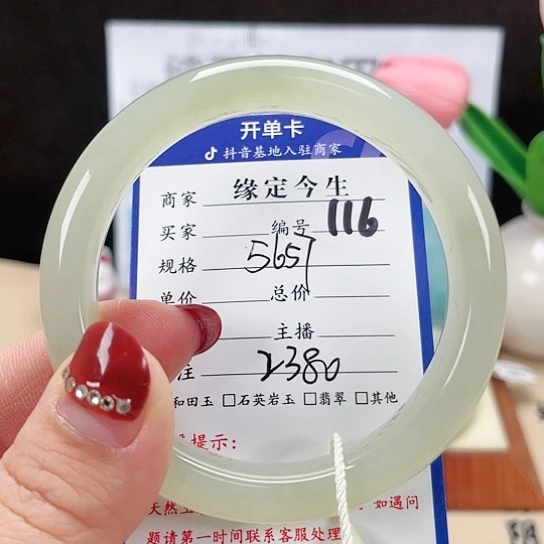 开单卡
抖音基地入驻商家
商家 缘定今生
买家 编号 116
规格 5657
单价 总价
主播
注 2380
和田玉 □石英岩玉 □翡翠 □其他
提示:
天然 如遇问
题请第一时间联系客服处理